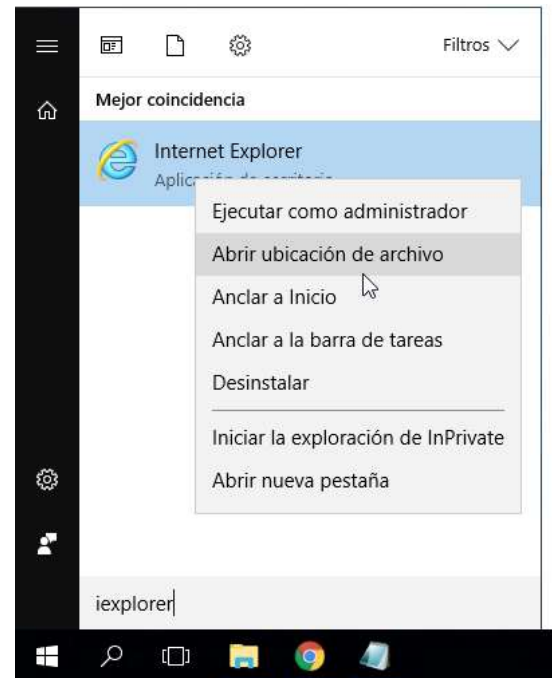 Filtros
Mejor coincidencia
Internet Explorer
Ejecutar como administrador
Abrir ubicación de archivo
Anclar a Inicio
Anclar a la barra de tareas
Desinstalar
Iniciar la exploración de InPrivate
Abrir nueva pestaña
iexplorer